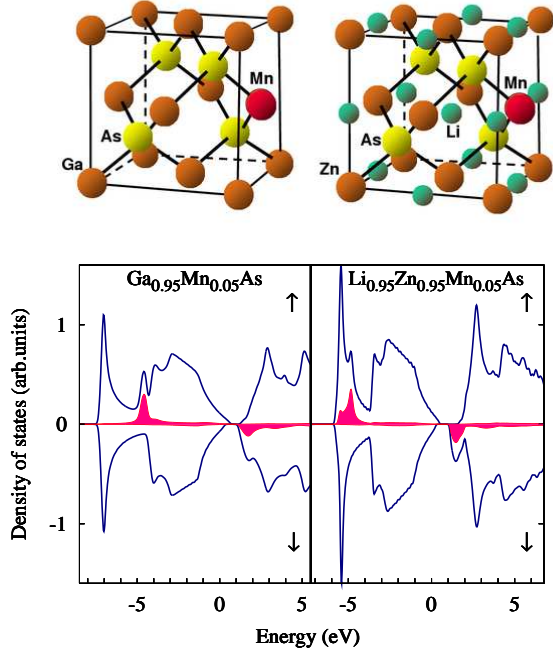 Mn
As
Ga
Mn
Li
As
Zn
Ga0.95Mn0.05As
Li0.95Zn0.95Mn0.05As
↑
↑
Density of states (arb.units)
1
0
-1
↓
↓
-5
0
5
-5
0
5
Energy (eV)